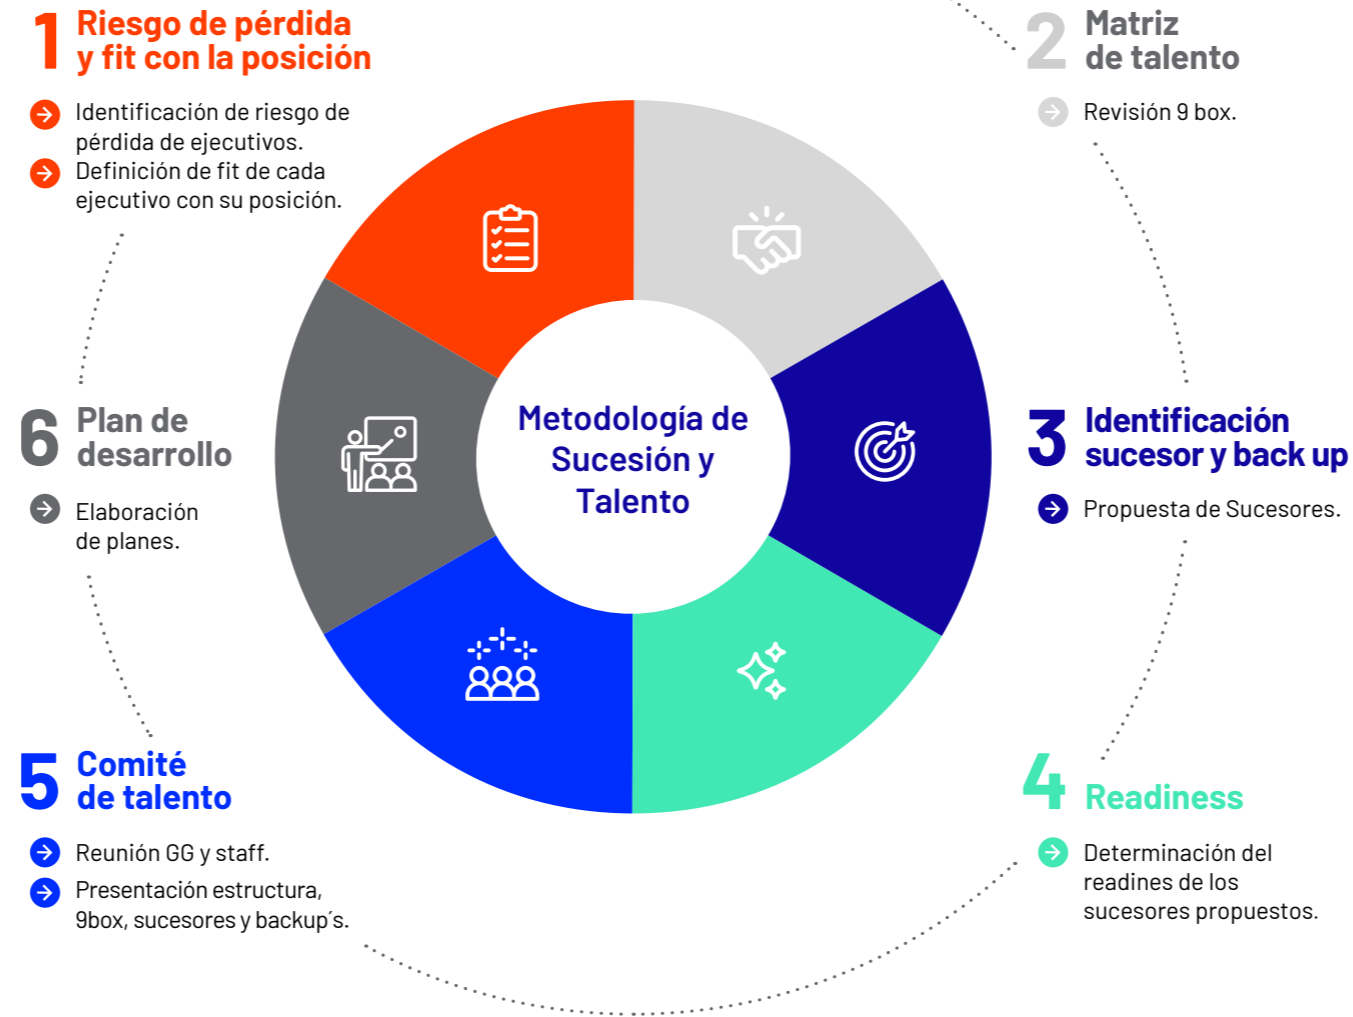 1
Riesgo de pérdida
y fit con la posición
Identificación de riesgo de
pérdida de ejecutivos.
Definición de fit de cada
ejecutivo con su posición.
2
Matriz
de talento
Revisión 9 box.
3
Identificación
sucesor y back up
Propuesta de Sucesores.
4
Readiness
Determinación del
readines de los
sucesores propuestos.
5
Comité
de talento
Reunión GG y staff.
Presentación estructura,
9box, sucesores y backup´s.
6
Plan de
desarrollo
Elaboración
de planes.
Metodología de
Sucesión y
Talento